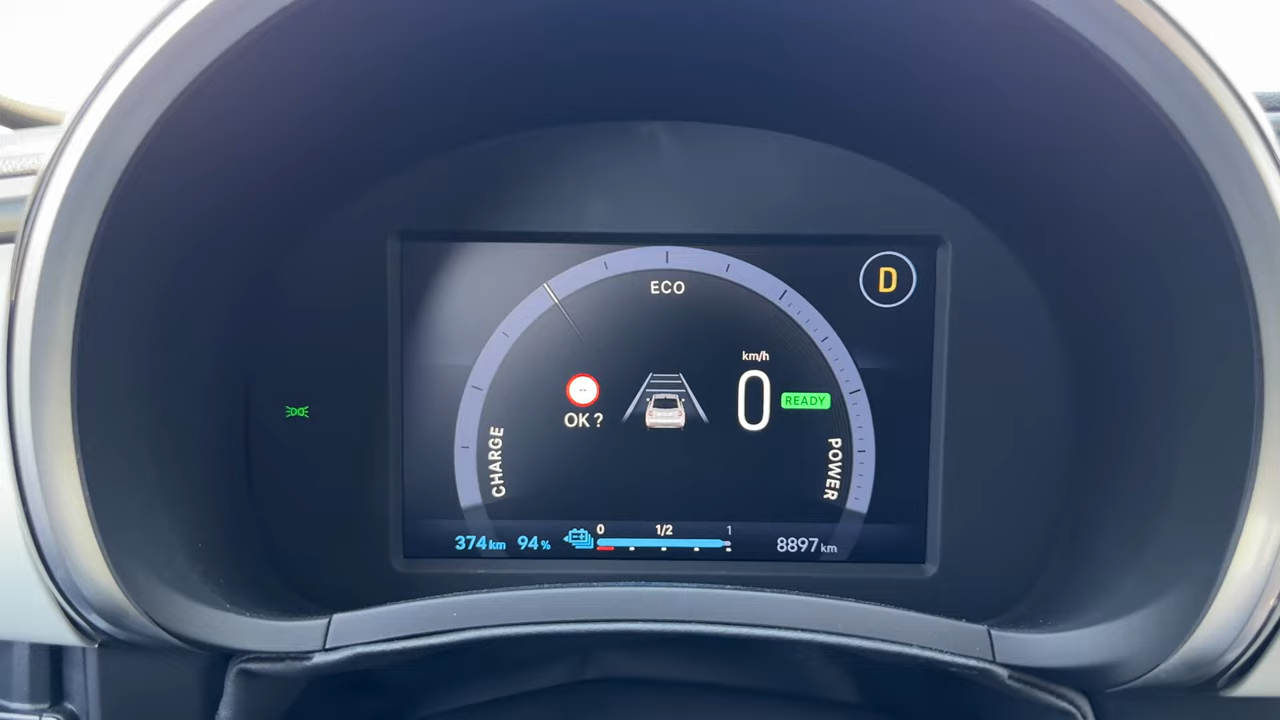 D
ECO
km/h
--
0
READY
OK ?
CHARGE
POWER
0 1/2 1
374 km 94 %
8897 km